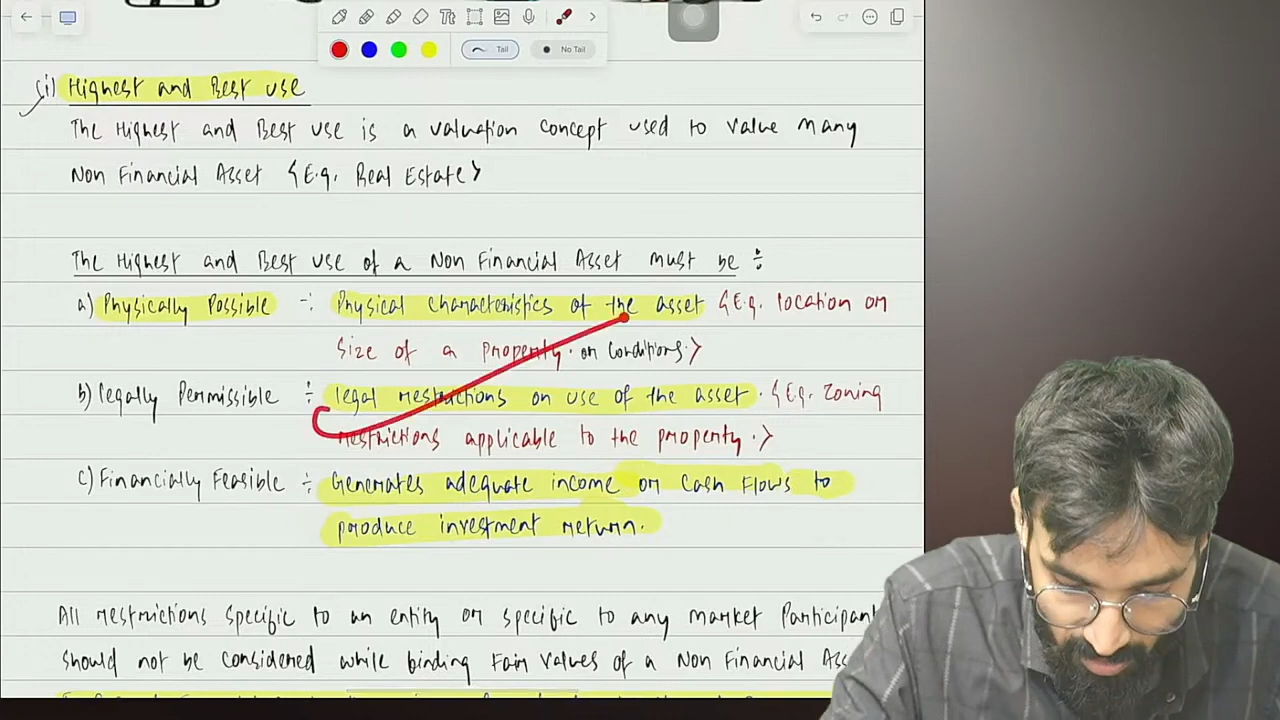 Tail
No Tail
(i) Highest and Best use
The Highest and Best use is a valuation concept used to value many
Non Financial Asset {E.g. Real Estate}
The Highest and Best use of a Non Financial Asset must be ÷
a) Physically Possible ÷ Physical characteristics of the asset {E.g. location or
size of a property. or conditions.}
b) legally Permissible ÷ legal restrictions on use of the asset. {E.g. zoning
restrictions applicable to the property.}
c) Financially Feasible ÷ Generates adequate income or cash flows to
produce investment return.
All restrictions specific to an entity or specific to any market Participant
should not be considered while binding Fair values of a Non Financial Ass